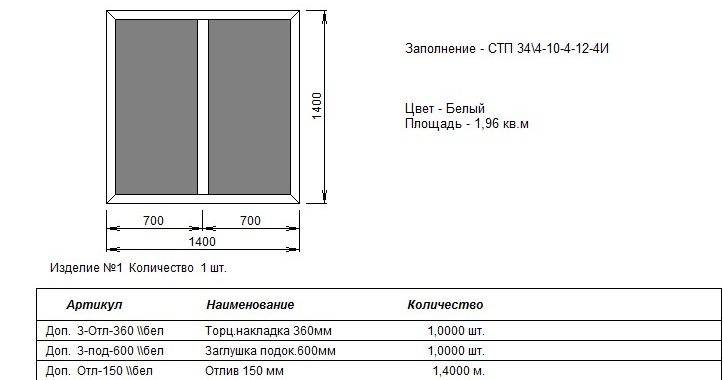 Заполнение - СТП 34\4-10-4-12-4И
Цвет - Белый
Площадь - 1,96 кв.м
1400
700 700
1400
Изделие №1 Количество 1 шт.
Артикул Наименование Количество
Доп. З-Отл-360 \\бел Торц.накладка 360мм 1,0000 шт.
Доп. З-под-600 \\бел Заглушка подок.600мм 1,0000 шт.
Доп. Отл-150 \\бел Отлив 150 мм 1,4000 м.